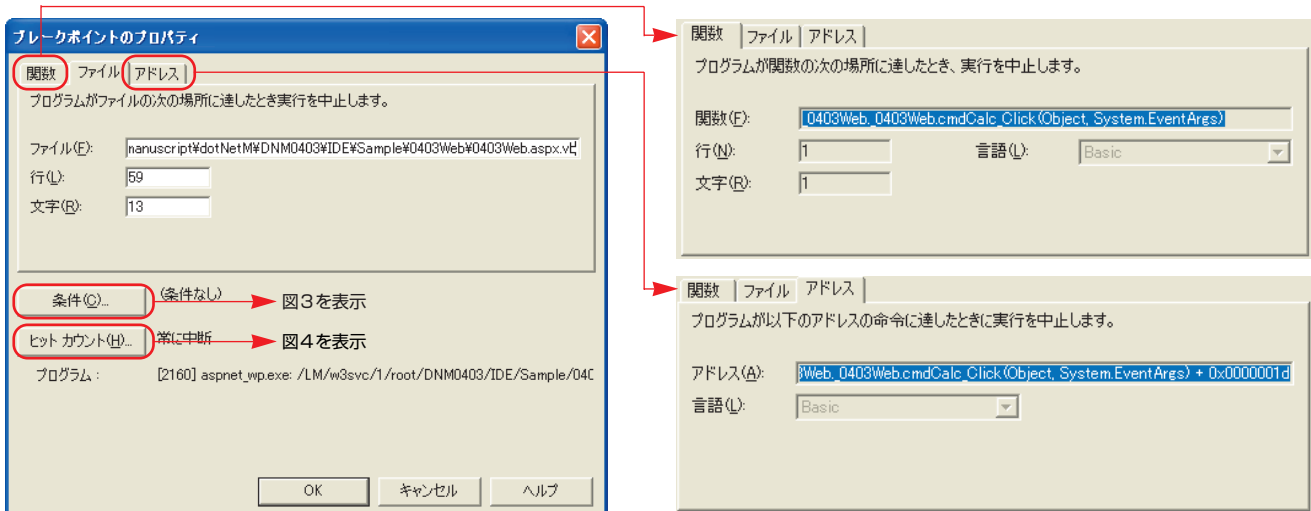 ブレークポイントのプロパティ
関数 ファイル アドレス
プログラムがファイルの次の場所に達したとき実行を中止します。
ファイル(F): nanuscript¥dotNetM¥DNM0403¥IDE¥Sample¥0403Web¥0403Web.aspx.vb
行(L): 59
文字(R): 13
条件(C)... (条件なし) 図3を表示
ヒット カウント(H)... 常に中断 図4を表示
プログラム: [2160] aspnet_wp.exe: /LM/w3svc/1/root/DNM0403/IDE/Sample/040
OK キャンセル ヘルプ
関数 ファイル アドレス
プログラムが関数の次の場所に達したとき、実行を中止します。
関数(F): _0403Web._0403Web.cmdCalc_Click(Object, System.EventArgs)
行(N): 1 言語(L): Basic
文字(R): 1
関数 ファイル アドレス
プログラムが以下のアドレスの命令に達したときに実行を中止します。
アドレス(A): 3Web._0403Web.cmdCalc_Click(Object, System.EventArgs) + 0x0000001d
言語(L): Basic